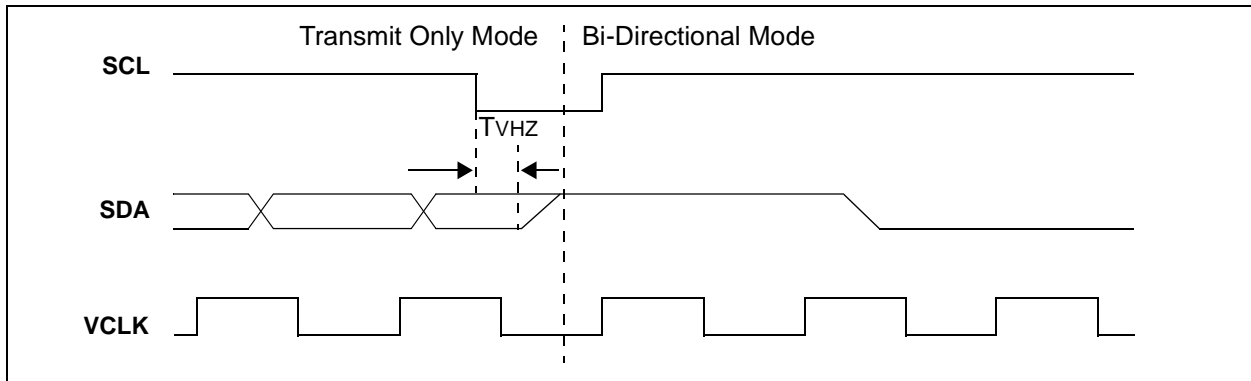 Transmit Only Mode Bi-Directional Mode
SCL
TVHZ
SDA
VCLK